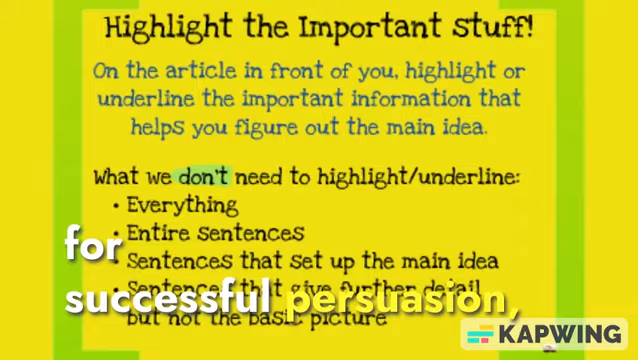 Highlight the Important stuff!
On the article in front of you, highlight or
underline the important information that
helps you figure out the main idea.
What we don't need to highlight/underline:
• Everything
• Entire sentences
• Sentences that set up the main idea
• Sentences that give further detail
but not the basic picture
for
successful persuasion,
KAPWING